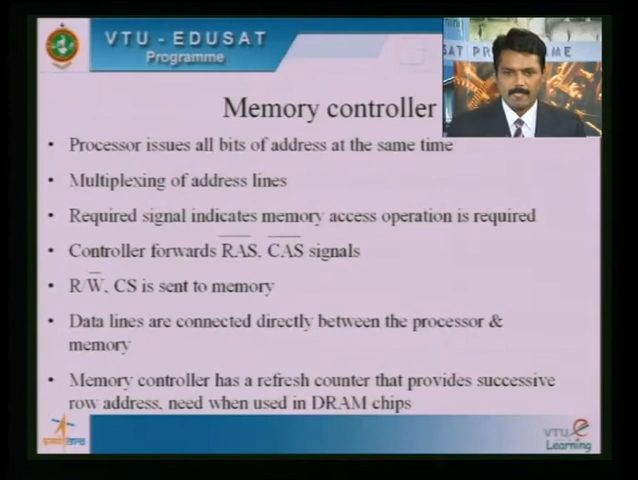 VTU - EDUSAT
Programme
SAT PROGRAMME
Memory controller
• Processor issues all bits of address at the same time
• Multiplexing of address lines
• Required signal indicates memory access operation is required
• Controller forwards R̅A̅S̅, C̅A̅S̅ signals
• R/W̅, CS is sent to memory
• Data lines are connected directly between the processor &
memory
• Memory controller has a refresh counter that provides successive
row address, need when used in DRAM chips
VTU e
Learning